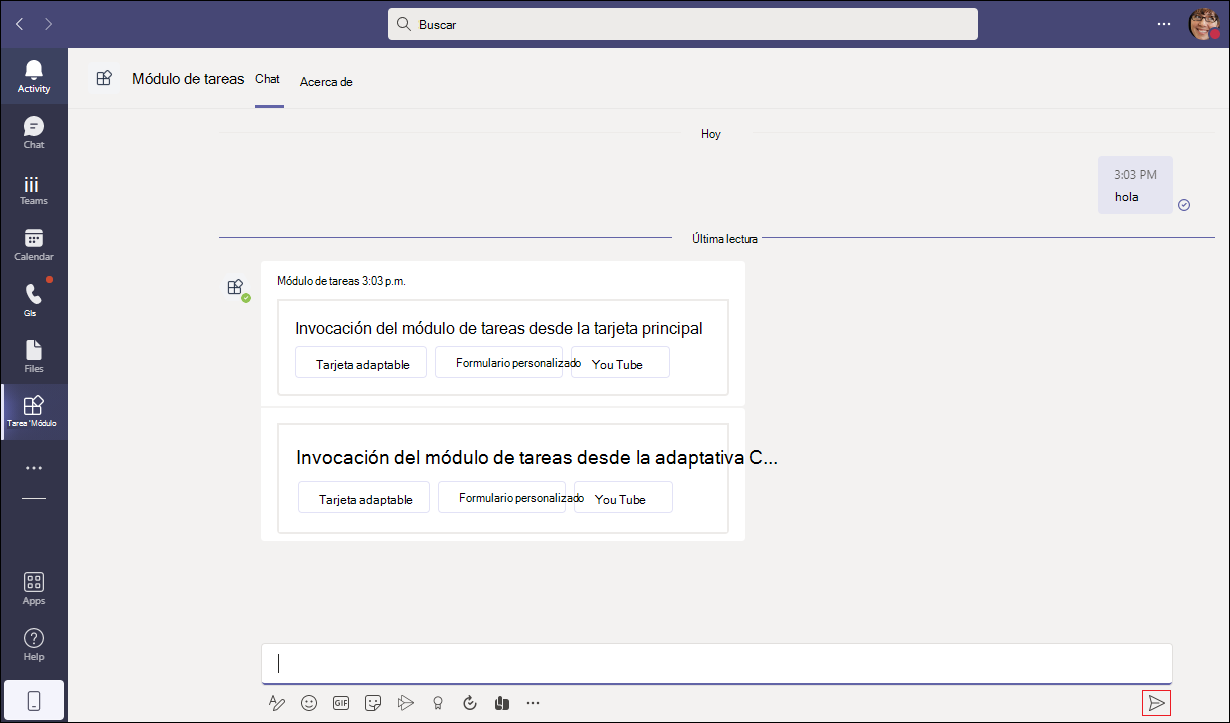 Buscar
Activity
Chat
iii
Teams
Calendar
Gls
Files
Tarea 'Módulo
Apps
Help
Módulo de tareas
Chat
Acerca de
Hoy
3:03 PM
hola
Última lectura
Módulo de tareas 3:03 p.m.
Invocación del módulo de tareas desde la tarjeta principal
Tarjeta adaptable
Formulario personalizado
You Tube
Invocación del módulo de tareas desde la adaptativa C...
Tarjeta adaptable
Formulario personalizado
You Tube
GIF